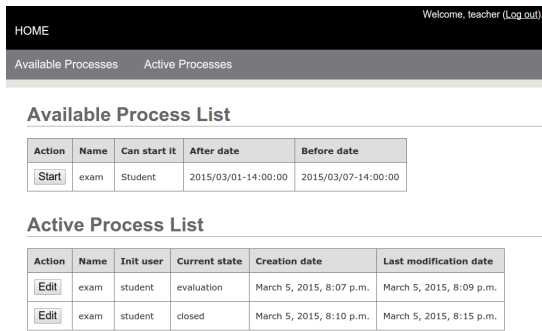 Welcome, teacher (Log out)
HOME
Available Processes Active Processes
Available Process List
Action Name Can start it After date Before date
Start exam Student 2015/03/01-14:00:00 2015/03/07-14:00:00
Active Process List
Action Name Init user Current state Creation date Last modification date
Edit exam student evaluation March 5, 2015, 8:07 p.m. March 5, 2015, 8:09 p.m.
Edit exam student closed March 5, 2015, 8:10 p.m. March 5, 2015, 8:15 p.m.